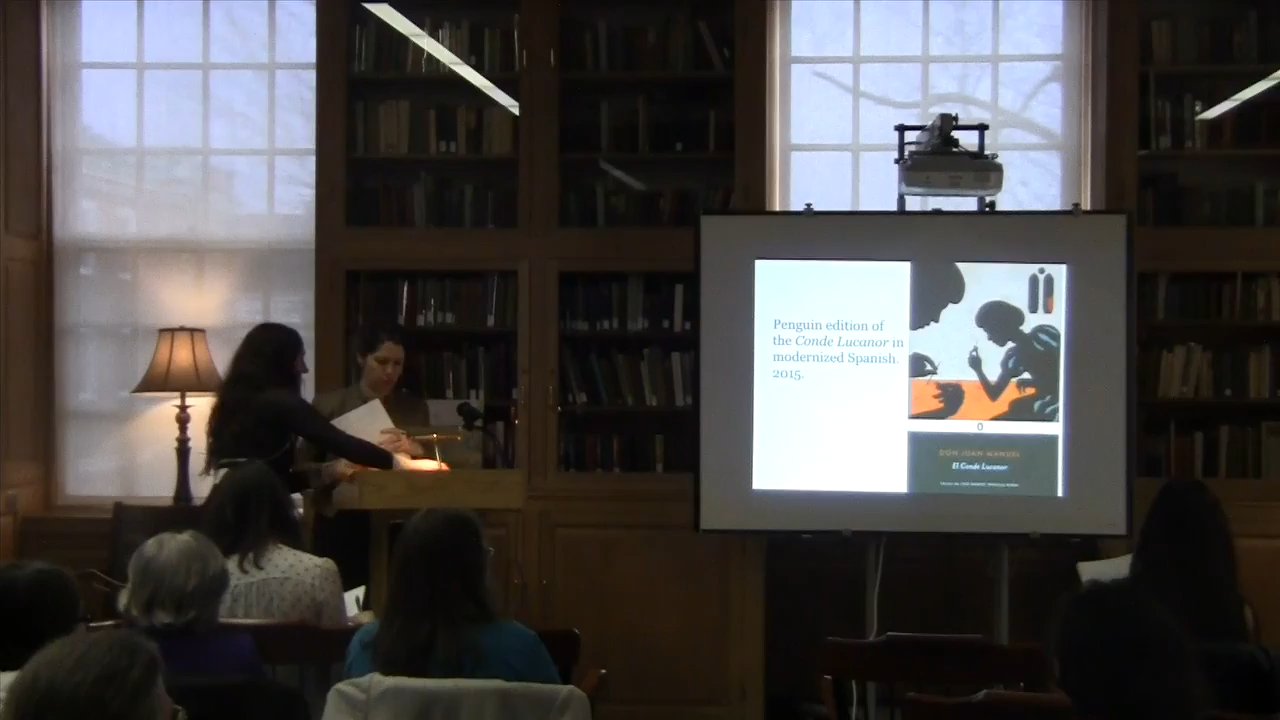 Penguin edition of
the Conde Lucanor in
modernized Spanish.
2015.
DON JUAN MANUEL
El Conde Lucanor